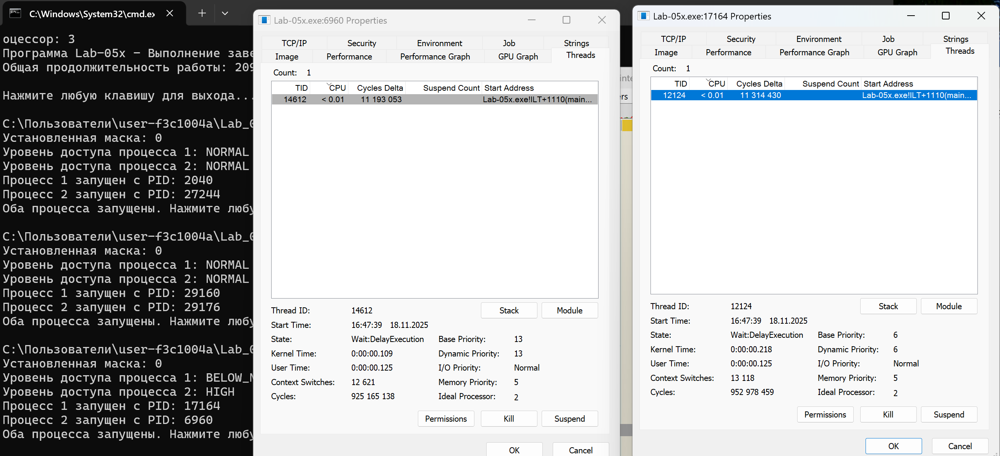 C:\Windows\System32\cmd.ex
оцессор: 3
Программа Lab-05x - Выполнение заве
Общая продолжительность работы: 209
Нажмите любую клавишу для выхода...
C:\Пользователи\user-f3c1004a\Lab_0
Установленная маска: 0
Уровень доступа процесса 1: NORMAL
Уровень доступа процесса 2: NORMAL
Процесс 1 запущен с PID: 2040
Процесс 2 запущен с PID: 27244
Оба процесса запущены. Нажмите любу
C:\Пользователи\user-f3c1004a\Lab_0
Установленная маска: 0
Уровень доступа процесса 1: NORMAL
Уровень доступа процесса 2: NORMAL
Процесс 1 запущен с PID: 29160
Процесс 2 запущен с PID: 29176
Оба процесса запущены. Нажмите любу
C:\Пользователи\user-f3c1004a\Lab_0
Установленная маска: 0
Уровень доступа процесса 1: BELOW_N
Уровень доступа процесса 2: HIGH
Процесс 1 запущен с PID: 17164
Процесс 2 запущен с PID: 6960
Оба процесса запущены. Нажмите любу
Lab-05x.exe:6960 Properties
TCP/IP Security Environment Job Strings
Image Performance Performance Graph GPU Graph Threads
Count: 1
TID CPU Cycles Delta Suspend Count Start Address
14612 < 0.01 11 193 053 Lab-05x.exe!ILT+1110(main...
Thread ID: 14612 Stack Module
Start Time: 16:47:39 18.11.2025
State: Wait:DelayExecution Base Priority: 13
Kernel Time: 0:00:00.109 Dynamic Priority: 13
User Time: 0:00:00.125 I/O Priority: Normal
Context Switches: 12 621 Memory Priority: 5
Cycles: 925 165 138 Ideal Processor: 2
Permissions Kill Suspend
OK Cancel
inte
ers
Lab-05x.exe:17164 Properties
TCP/IP Security Environment Job Strings
Image Performance Performance Graph GPU Graph Threads
Count: 1
TID CPU Cycles Delta Suspend Count Start Address
12124 < 0.01 11 314 430 Lab-05x.exe!ILT+1110(main...
Thread ID: 12124 Stack Module
Start Time: 16:47:39 18.11.2025
State: Wait:DelayExecution Base Priority: 6
Kernel Time: 0:00:00.218 Dynamic Priority: 6
User Time: 0:00:00.125 I/O Priority: Normal
Context Switches: 13 118 Memory Priority: 5
Cycles: 952 978 459 Ideal Processor: 2
Permissions Kill Suspend
OK Cancel